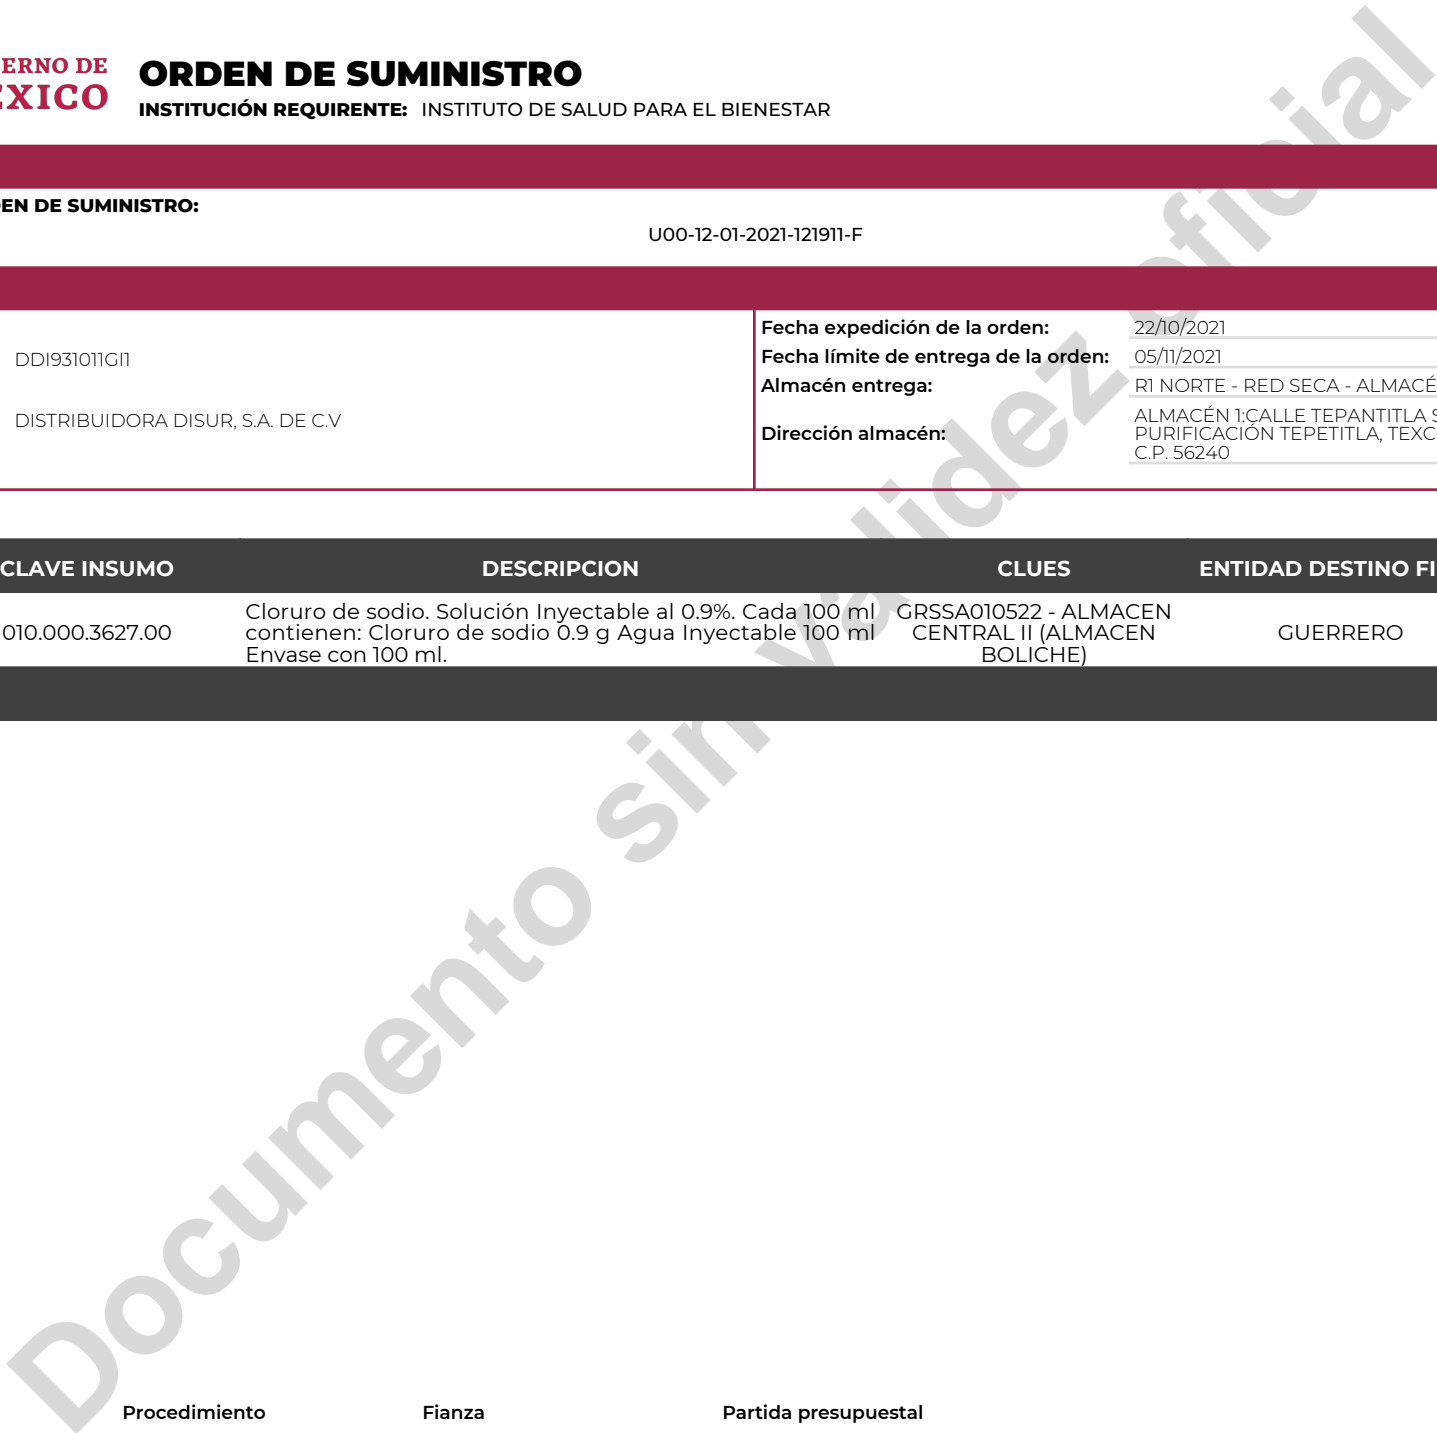 ERNO DE
EXICO
ORDEN DE SUMINISTRO
INSTITUCIÓN REQUIRENTE: INSTITUTO DE SALUD PARA EL BIENESTAR
EN DE SUMINISTRO:
U00-12-01-2021-121911-F
DDI931011GI1
DISTRIBUIDORA DISUR, S.A. DE C.V
Fecha expedición de la orden: 22/10/2021
Fecha límite de entrega de la orden: 05/11/2021
Almacén entrega: R1 NORTE - RED SECA - ALMACÉ
Dirección almacén:
ALMACÉN 1:CALLE TEPANTITLA S
PURIFICACIÓN TEPETITLA, TEXC
C.P. 56240
CLAVE INSUMO DESCRIPCION CLUES ENTIDAD DESTINO FI
010.000.3627.00
Cloruro de sodio. Solución Inyectable al 0.9%. Cada 100 ml
contienen: Cloruro de sodio 0.9 g Agua Inyectable 100 ml
Envase con 100 ml.
GRSSA010522 - ALMACEN
CENTRAL II (ALMACEN
BOLICHE)
GUERRERO
Documento sin validez oficial
Procedimiento Fianza Partida presupuestal